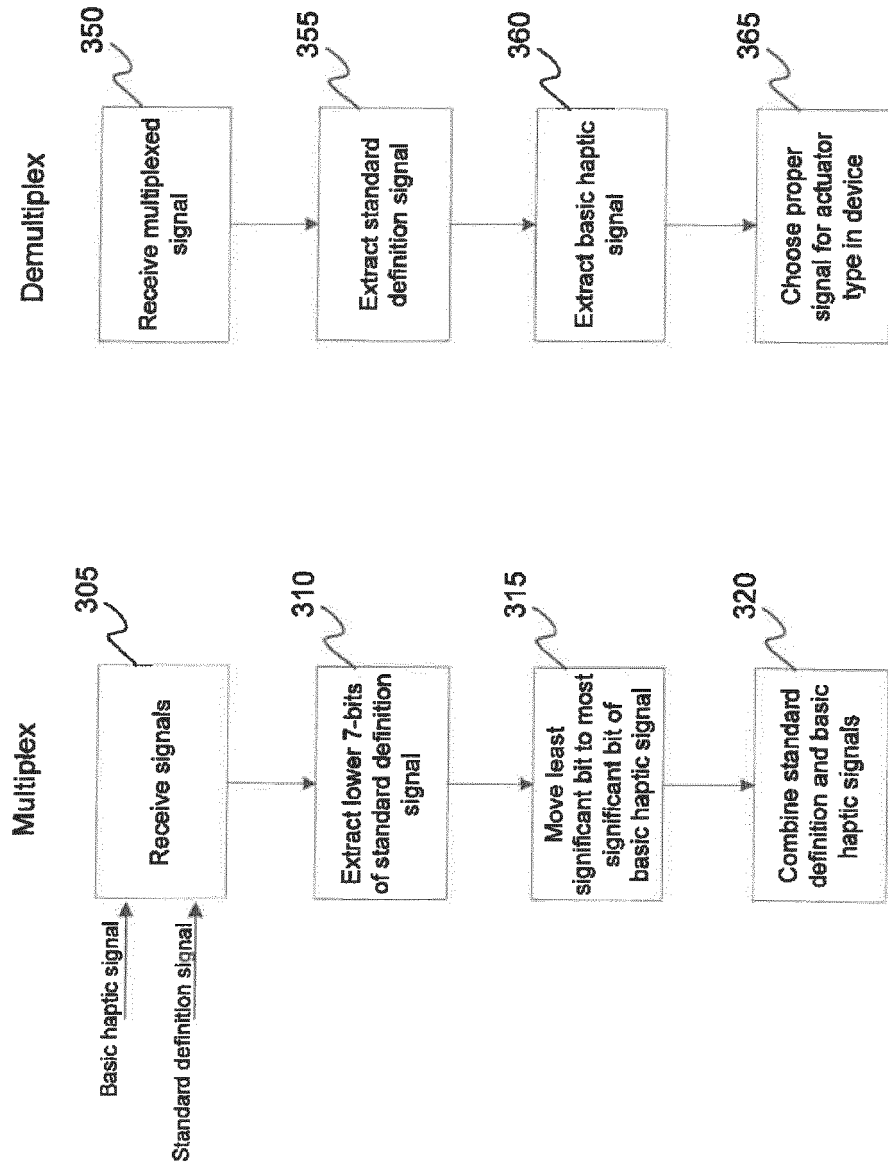 Multiplex
Basic haptic signal
Standard definition signal
305
Receive signals
310
Extract lower 7-bits
of standard definition
signal
315
Move least
significant bit to most
significant bit of
basic haptic signal
320
Combine standard
definition and basic
haptic signals
Demultiplex
350
Receive multiplexed
signal
355
Extract standard
definition signal
360
Extract basic haptic
signal
365
Choose proper
signal for actuator
type in device